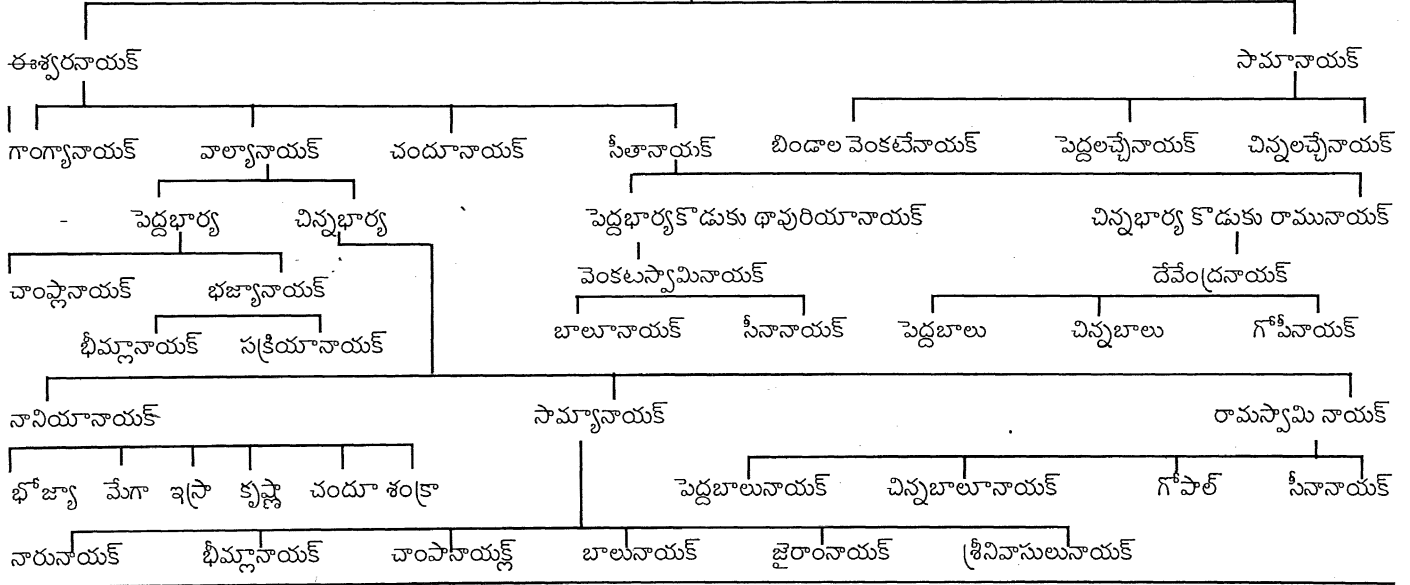 ఈశ్వరనాయక్ సామానాయక్
గాంగ్యానాయక్ వాల్యానాయక్ చందూనాయక్ సీతానాయక్ బిండాల వెంకటేనాయక్ పెద్దలచ్చేనాయక్ చిన్నలచ్చేనాయక్
పెద్దభార్య చిన్నభార్య పెద్దభార్యకొడుకు థావురియానాయక్ చిన్నభార్య కొడుకు రామునాయక్
చాంప్లానాయక్ భజ్యానాయక్ వెంకటస్వామినాయక్ దేవేంద్రనాయక్
భీమ్లానాయక్ సక్రియానాయక్ బాలూనాయక్ సీనానాయక్ పెద్దబాలు చిన్నబాలు గోపీనాయక్
నానియానాయక్ సామ్యానాయక్ రామస్వామి నాయక్
భోజ్యా మేగా ఇస్రా కృష్ణా చందూ శంక్రా పెద్దబాలునాయక్ చిన్నబాలూనాయక్ గోపాల్ సీనానాయక్
నారునాయక్ భీమ్లానాయక్ చాంపానాయక్ల్ బాలునాయక్ జైరాంనాయక్ శ్రీనివాసులునాయక్